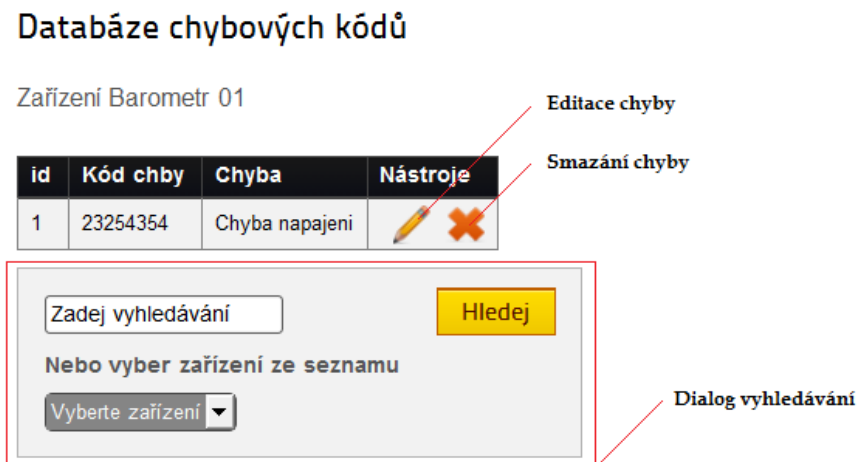 Databáze chybových kódů
Zařízení Barometr 01
Editace chyby
Smazání chyby
id Kód chby Chyba Nástroje
1 23254354 Chyba napajeni
Zadej vyhledávání Hledej
Nebo vyber zařízení ze seznamu
Vyberte zařízení
Dialog vyhledávání